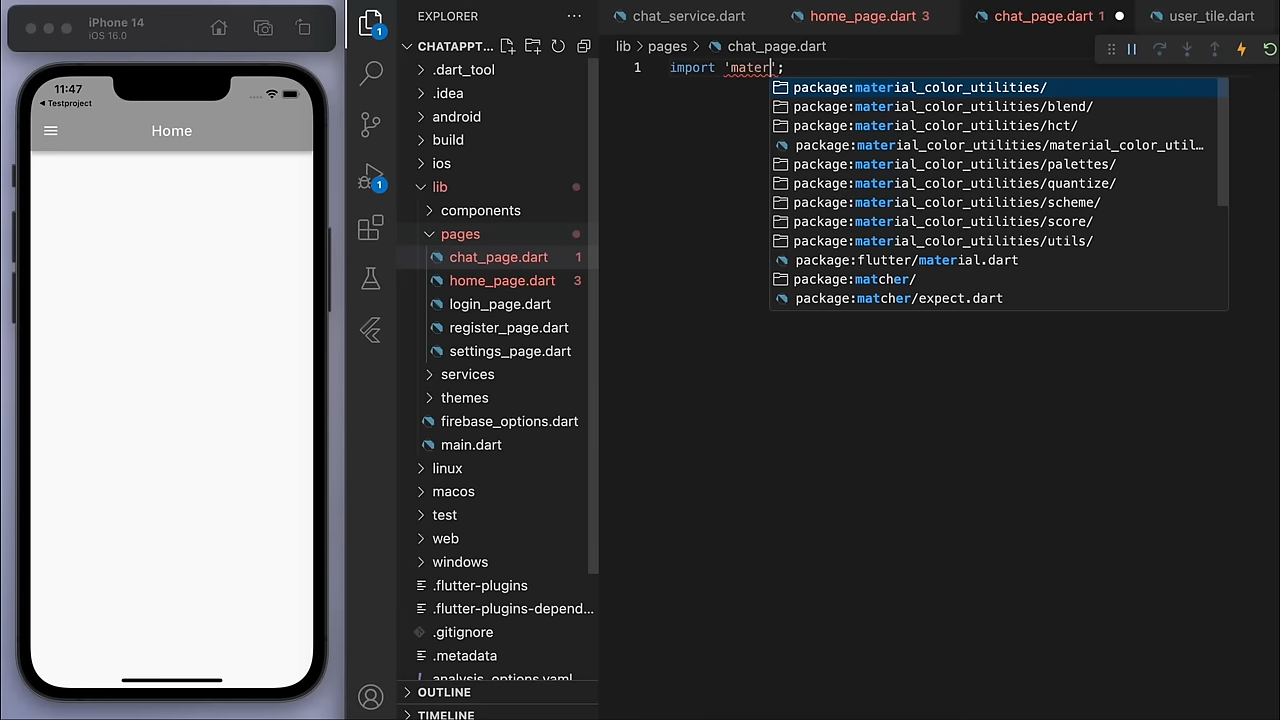 iPhone 14
iOS 16.0
11:47
Testproject
Home
1
1
EXPLORER
CHATAPPT...
.dart_tool
.idea
android
build
ios
lib
components
pages
chat_page.dart 1
home_page.dart 3
login_page.dart
register_page.dart
settings_page.dart
services
themes
firebase_options.dart
main.dart
linux
macos
test
web
windows
.flutter-plugins
.flutter-plugins-depend...
.gitignore
.metadata
analysis_options.yaml
OUTLINE
TIMELINE
chat_service.dart
home_page.dart 3
chat_page.dart 1
user_tile.dart
lib > pages > chat_page.dart
1 import 'mater';
package:material_color_utilities/
package:material_color_utilities/blend/
package:material_color_utilities/hct/
package:material_color_utilities/material_color_util...
package:material_color_utilities/palettes/
package:material_color_utilities/quantize/
package:material_color_utilities/scheme/
package:material_color_utilities/score/
package:material_color_utilities/utils/
package:flutter/material.dart
package:matcher/
package:matcher/expect.dart